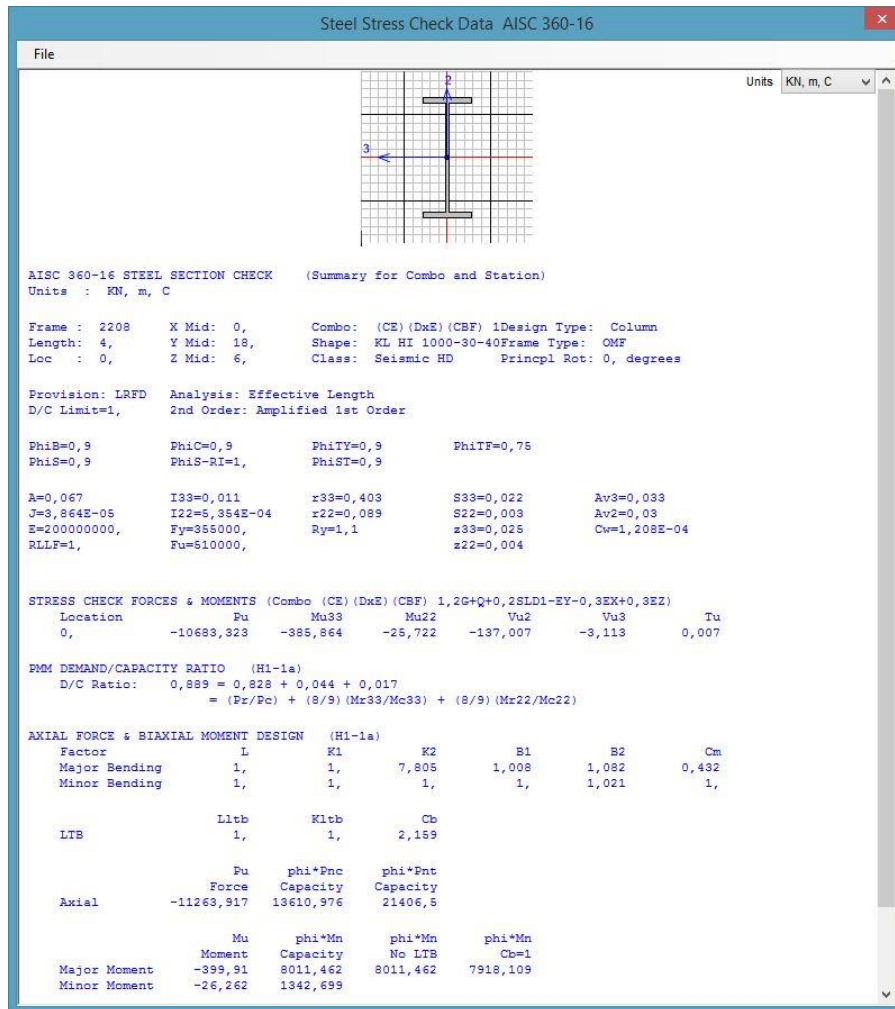 Steel Stress Check Data AISC 360-16
×
File
Units KN, m, C
2
3
AISC 360-16 STEEL SECTION CHECK (Summary for Combo and Station)
Units : KN, m, C
Frame : 2208 X Mid: 0, Combo: (CE)(DxE)(CBF) 1Design Type: Column
Length: 4, Y Mid: 18, Shape: KL HI 1000-30-40Frame Type: OMF
Loc : 0, Z Mid: 6, Class: Seismic HD Princpl Rot: 0, degrees
Provision: LRFD Analysis: Effective Length
D/C Limit=1, 2nd Order: Amplified 1st Order
PhiB=0,9 PhiC=0,9 PhiTY=0,9 PhiTF=0,75
PhiS=0,9 PhiS-RI=1, PhiST=0,9
A=0,067 I33=0,011 r33=0,403 S33=0,022 Av3=0,033
J=3,864E-05 I22=5,354E-04 r22=0,089 S22=0,003 Av2=0,03
E=200000000, Fy=355000, Ry=1,1 z33=0,025 Cw=1,208E-04
RLLF=1, Fu=510000, z22=0,004
STRESS CHECK FORCES & MOMENTS (Combo (CE)(DxE)(CBF) 1,2G+Q+0,2SLD1-EY-0,3EX+0,3EZ)
Location Pu Mu33 Mu22 Vu2 Vu3 Tu
0, -10683,323 -385,864 -25,722 -137,007 -3,113 0,007
PMM DEMAND/CAPACITY RATIO (H1-1a)
D/C Ratio: 0,889 = 0,828 + 0,044 + 0,017
= (Pr/Pc) + (8/9)(Mr33/Mc33) + (8/9)(Mr22/Mc22)
AXIAL FORCE & BIAXIAL MOMENT DESIGN (H1-1a)
Factor L K1 K2 B1 B2 Cm
Major Bending 1, 1, 7,805 1,008 1,082 0,432
Minor Bending 1, 1, 1, 1, 1,021 1,
Lltb Kltb Cb
LTB 1, 1, 2,159
Pu phi*Pnc phi*Pnt
Force Capacity Capacity
Axial -11263,917 13610,976 21406,5
Mu phi*Mn phi*Mn phi*Mn
Moment Capacity No LTB Cb=1
Major Moment -399,91 8011,462 8011,462 7918,109
Minor Moment -26,262 1342,699